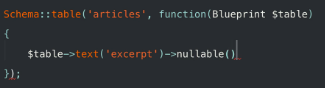 Schema::table('articles', function(Blueprint $table)
{
$table->text('excerpt')->nullable()
});